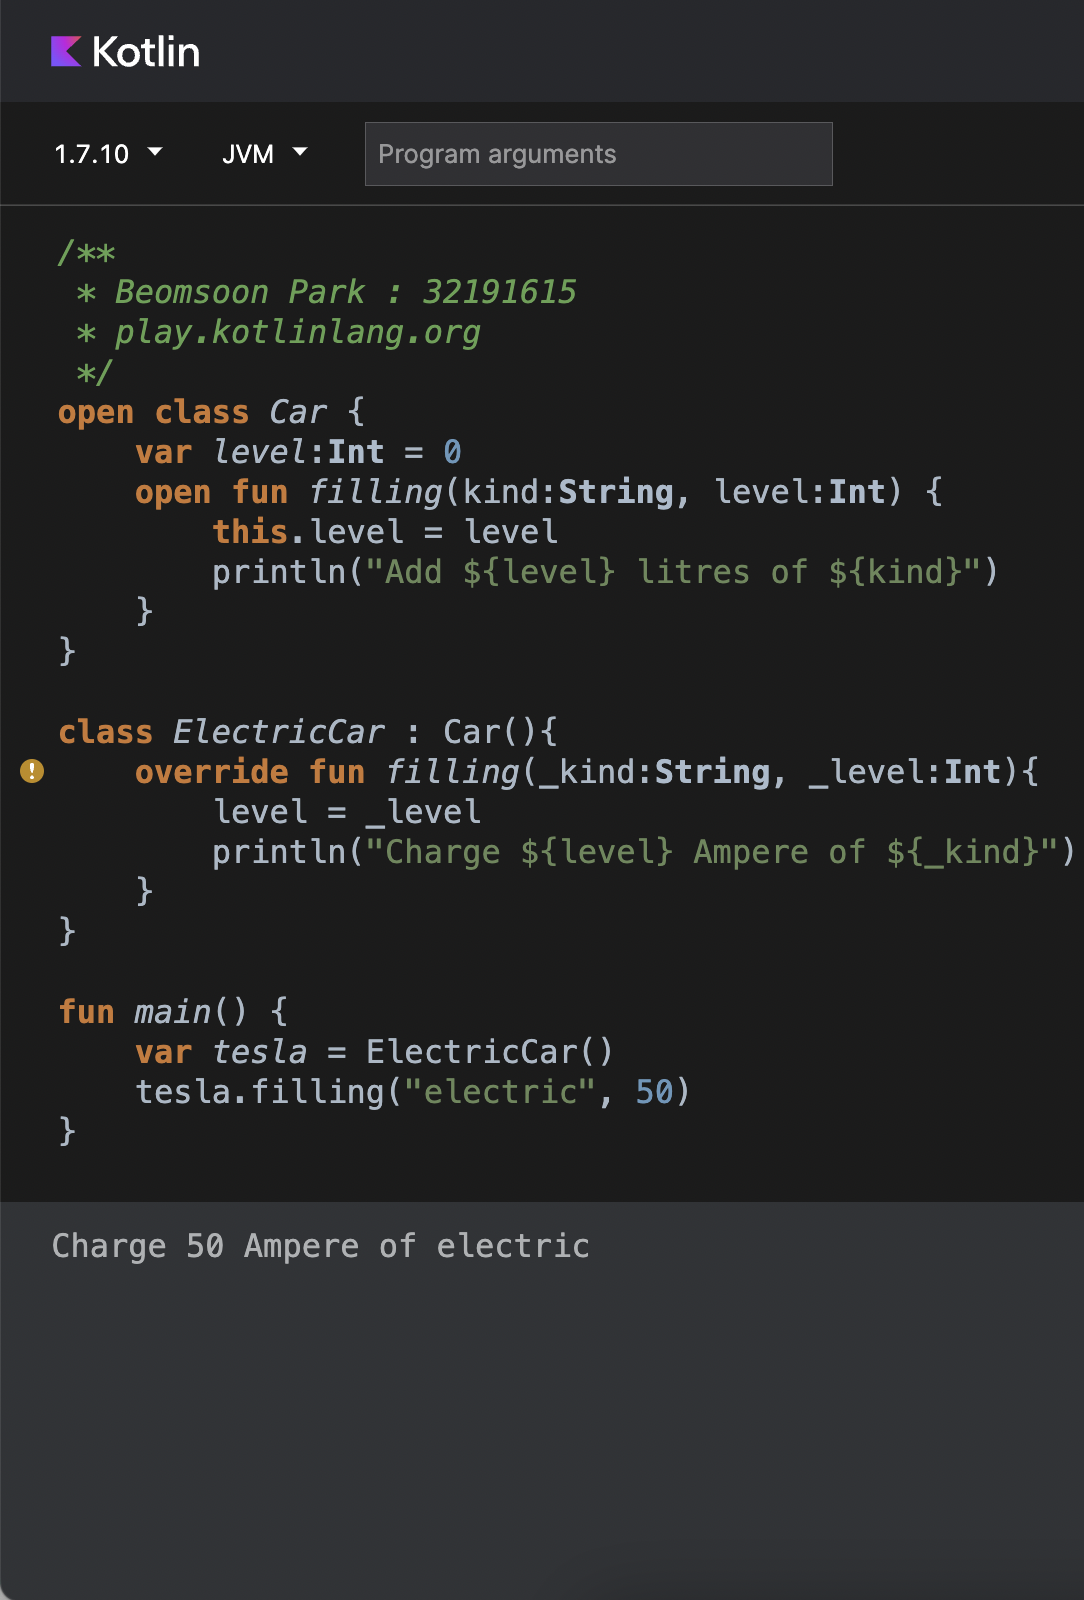 Kotlin
1.7.10 JVM Program arguments
/**
 * Beomsoon Park : 32191615
 * play.kotlinlang.org
 */
open class Car {
    var level:Int = 0
    open fun filling(kind:String, level:Int) {
        this.level = level
        println("Add ${level} litres of ${kind}")
    }
}

class ElectricCar : Car(){
    override fun filling(_kind:String, _level:Int){
        level = _level
        println("Charge ${level} Ampere of ${_kind}")
    }
}

fun main() {
    var tesla = ElectricCar()
    tesla.filling("electric", 50)
}
Charge 50 Ampere of electric